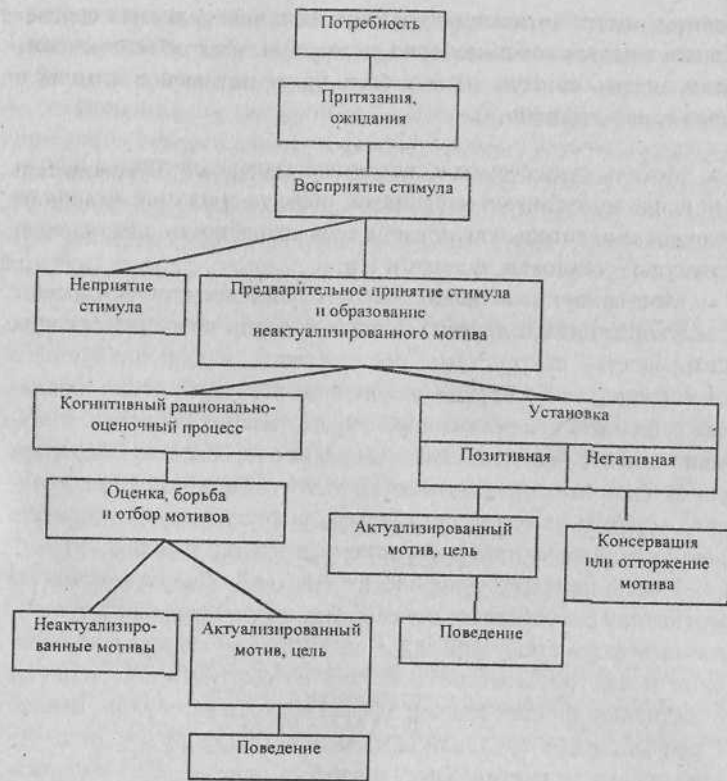 Потребность
Притязания,
ожидания
Восприятие стимула
Неприятие
стимула
Предварительное принятие стимула
и образование
неактуализированного мотива
Когнитивный рационально-
оценочный процесс
Установка
Позитивная
Негативная
Оценка, борьба
и отбор мотивов
Актуализированный
мотив, цель
Консервация
или отторжение
мотива
Неактуализиро-
ванные мотивы
Актуализированный
мотив, цель
Поведение
Поведение